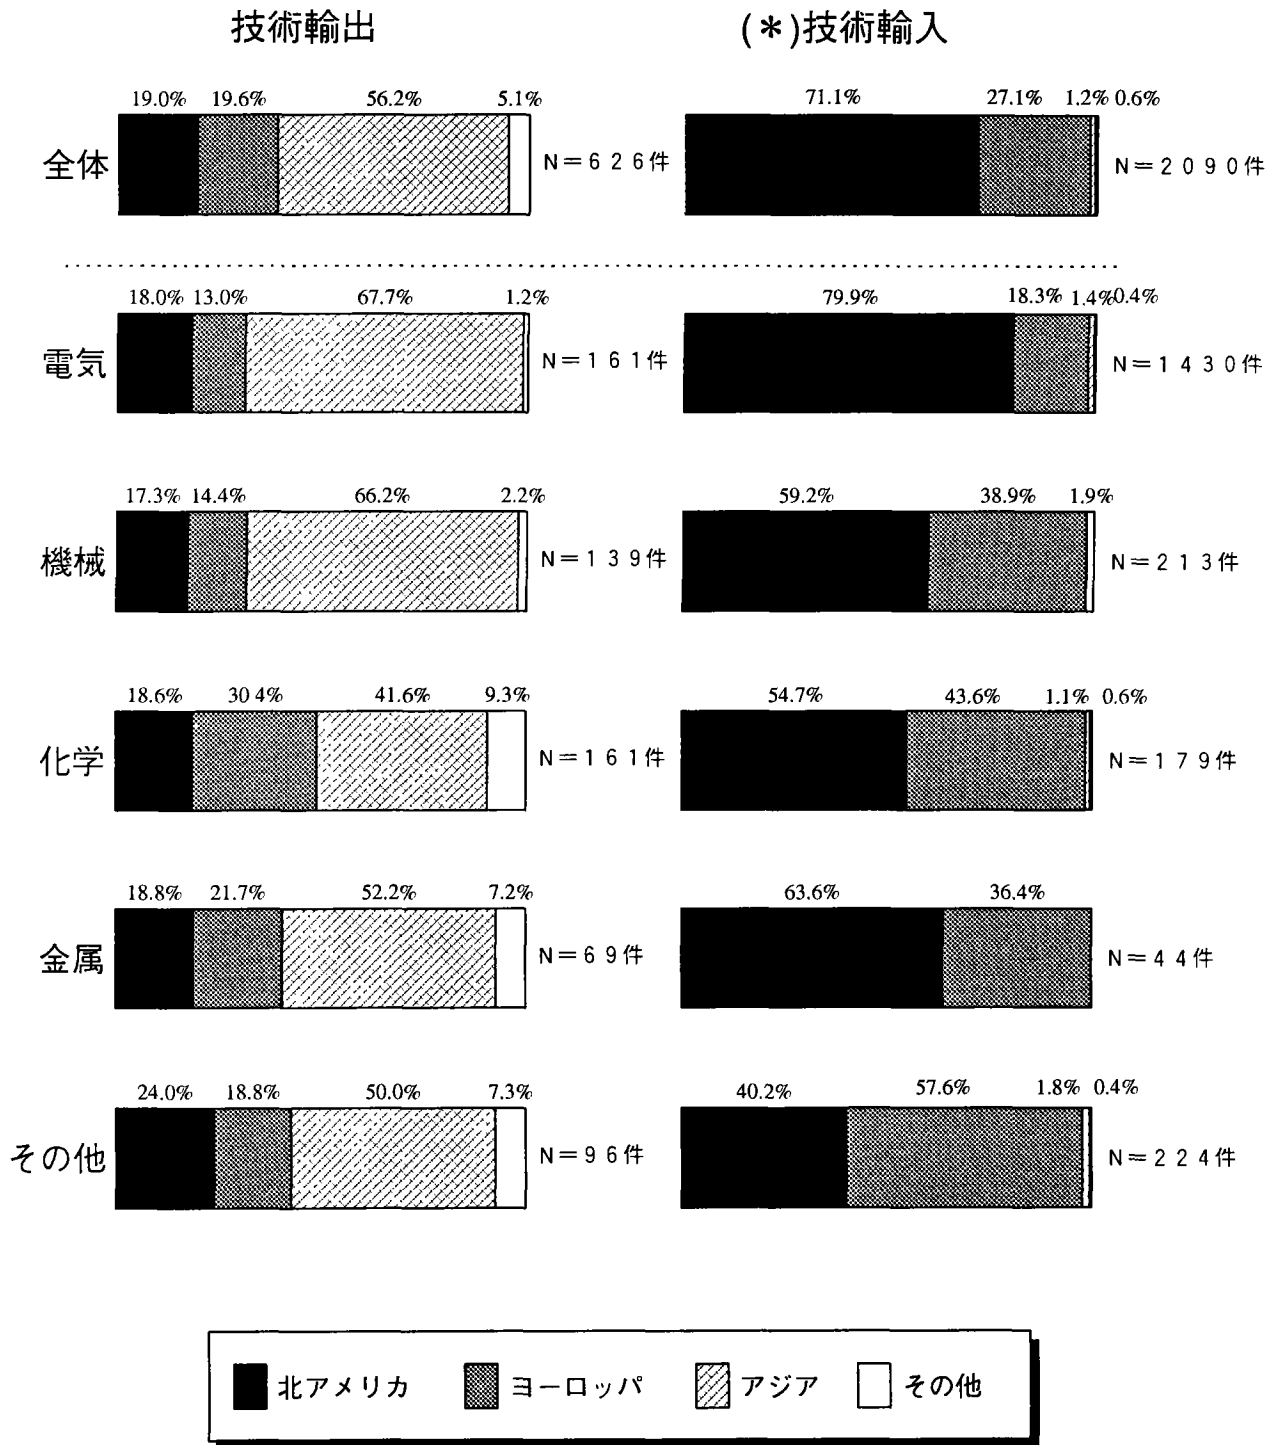 技術輸出 (*)技術輸入
19.0% 19.6% 56.2% 5.1% 71.1% 27.1% 1.2% 0.6%
全体 N=626件 N=2090件
18.0% 13.0% 67.7% 1.2% 79.9% 18.3% 1.4% 0.4%
電気 N=161件 N=1430件
17.3% 14.4% 66.2% 2.2% 59.2% 38.9% 1.9%
機械 N=139件 N=213件
18.6% 30 4% 41.6% 9.3% 54.7% 43.6% 1.1% 0.6%
化学 N=161件 N=179件
18.8% 21.7% 52.2% 7.2% 63.6% 36.4%
金属 N=69件 N=44件
24.0% 18.8% 50.0% 7.3% 40.2% 57.6% 1.8% 0.4%
その他 N=96件 N=224件
北アメリカ ヨーロッパ アジア その他